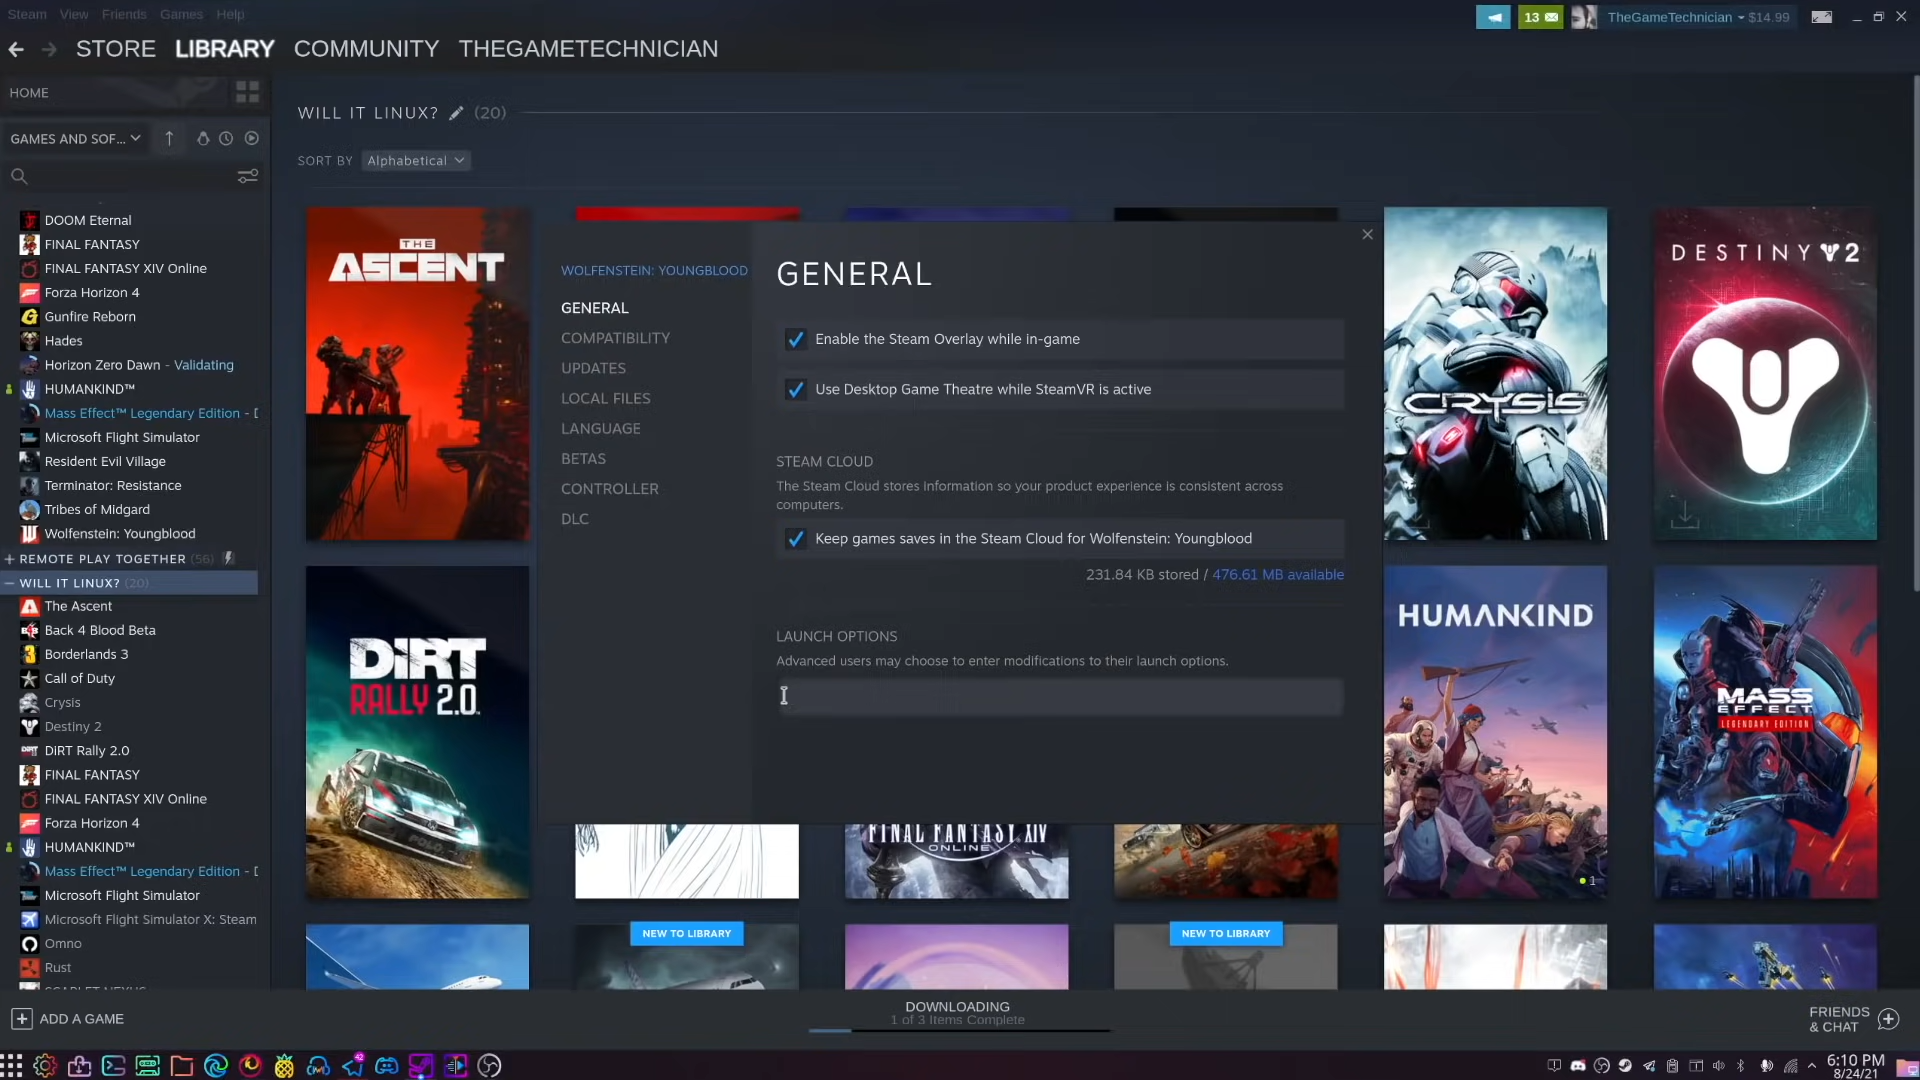 Steam View Friends Games Help
13
TheGameTechnician $14.99
STORE LIBRARY COMMUNITY THEGAMETECHNICIAN
HOME
GAMES AND SOF...
DOOM Eternal
FINAL FANTASY
FINAL FANTASY XIV Online
Forza Horizon 4
Gunfire Reborn
Hades
Horizon Zero Dawn - Validating
HUMANKIND™
Mass Effect™ Legendary Edition - D
Microsoft Flight Simulator
Resident Evil Village
Terminator: Resistance
Tribes of Midgard
Wolfenstein: Youngblood
+ REMOTE PLAY TOGETHER (56)
– WILL IT LINUX? (20)
The Ascent
Back 4 Blood Beta
Borderlands 3
Call of Duty
Crysis
Destiny 2
DIRT Rally 2.0
FINAL FANTASY
FINAL FANTASY XIV Online
Forza Horizon 4
HUMANKIND™
Mass Effect™ Legendary Edition - D
Microsoft Flight Simulator
Microsoft Flight Simulator X: Steam
Omno
Rust
SCARLET NEXUS
+ ADD A GAME
WILL IT LINUX? (20)
SORT BY Alphabetical
THE
ASCENT
WOLFENSTEIN: YOUNGBLOOD
GENERAL
COMPATIBILITY
UPDATES
LOCAL FILES
LANGUAGE
BETAS
CONTROLLER
DLC
GENERAL
Enable the Steam Overlay while in-game
Use Desktop Game Theatre while SteamVR is active
STEAM CLOUD
The Steam Cloud stores information so your product experience is consistent across
computers.
Keep games saves in the Steam Cloud for Wolfenstein: Youngblood
231.84 KB stored / 476.61 MB available
LAUNCH OPTIONS
Advanced users may choose to enter modifications to their launch options.
CRYSIS
DESTINY 2
DiRT
RALLY 2.0
POLO
FINAL FANTASY XIV
ONLINE
HUMANKIND
1
MASS
EFFECT
LEGENDARY EDITION
NEW TO LIBRARY
NEW TO LIBRARY
DOWNLOADING
1 of 3 Items Complete
FRIENDS
& CHAT
42
6:10 PM
8/24/21